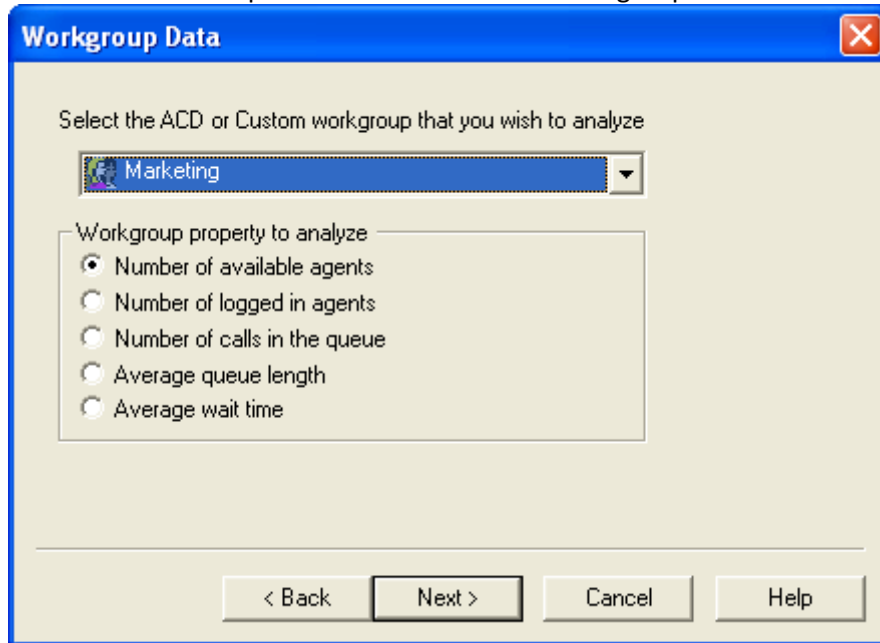 Workgroup Data
Select the ACD or Custom workgroup that you wish to analyze
Marketing
Workgroup property to analyze
Number of available agents
Number of logged in agents
Number of calls in the queue
Average queue length
Average wait time
< Back Next > Cancel Help